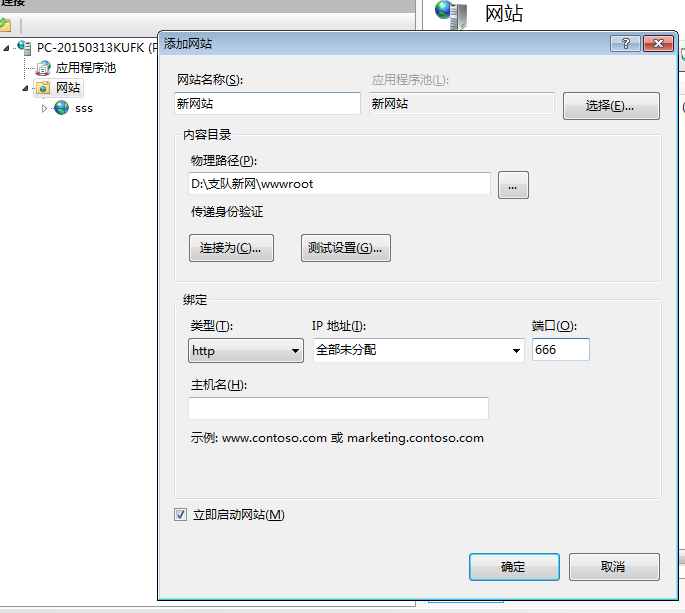 连接
网站
PC-20150313KUFK (P
应用程序池
网站
sss
添加网站
网站名称(S):
应用程序池(L):
新网站
新网站
选择(E)...
内容目录
物理路径(P):
D:\支队新网\wwwroot
...
传递身份验证
连接为(C)...
测试设置(G)...
绑定
类型(T):
IP 地址(I):
端口(O):
http
全部未分配
666
主机名(H):
示例: www.contoso.com 或 marketing.contoso.com
立即启动网站(M)
确定
取消